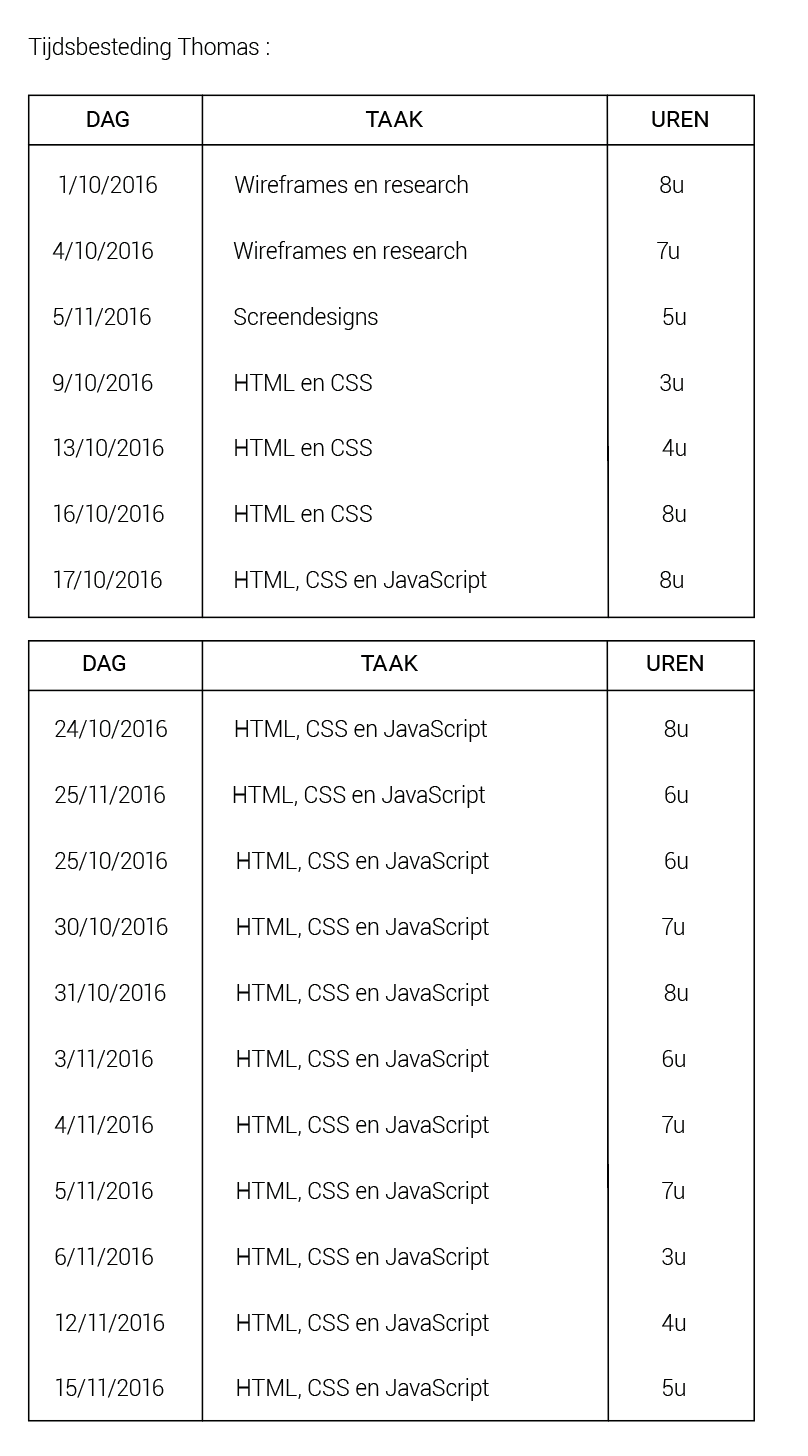 Tijdsbesteding Thomas :
DAG TAAK UREN
1/10/2016 Wireframes en research 8u
4/10/2016 Wireframes en research 7u
5/11/2016 Screendesigns 5u
9/10/2016 HTML en CSS 3u
13/10/2016 HTML en CSS 4u
16/10/2016 HTML en CSS 8u
17/10/2016 HTML, CSS en JavaScript 8u
DAG TAAK UREN
24/10/2016 HTML, CSS en JavaScript 8u
25/11/2016 HTML, CSS en JavaScript 6u
25/10/2016 HTML, CSS en JavaScript 6u
30/10/2016 HTML, CSS en JavaScript 7u
31/10/2016 HTML, CSS en JavaScript 8u
3/11/2016 HTML, CSS en JavaScript 6u
4/11/2016 HTML, CSS en JavaScript 7u
5/11/2016 HTML, CSS en JavaScript 7u
6/11/2016 HTML, CSS en JavaScript 3u
12/11/2016 HTML, CSS en JavaScript 4u
15/11/2016 HTML, CSS en JavaScript 5u